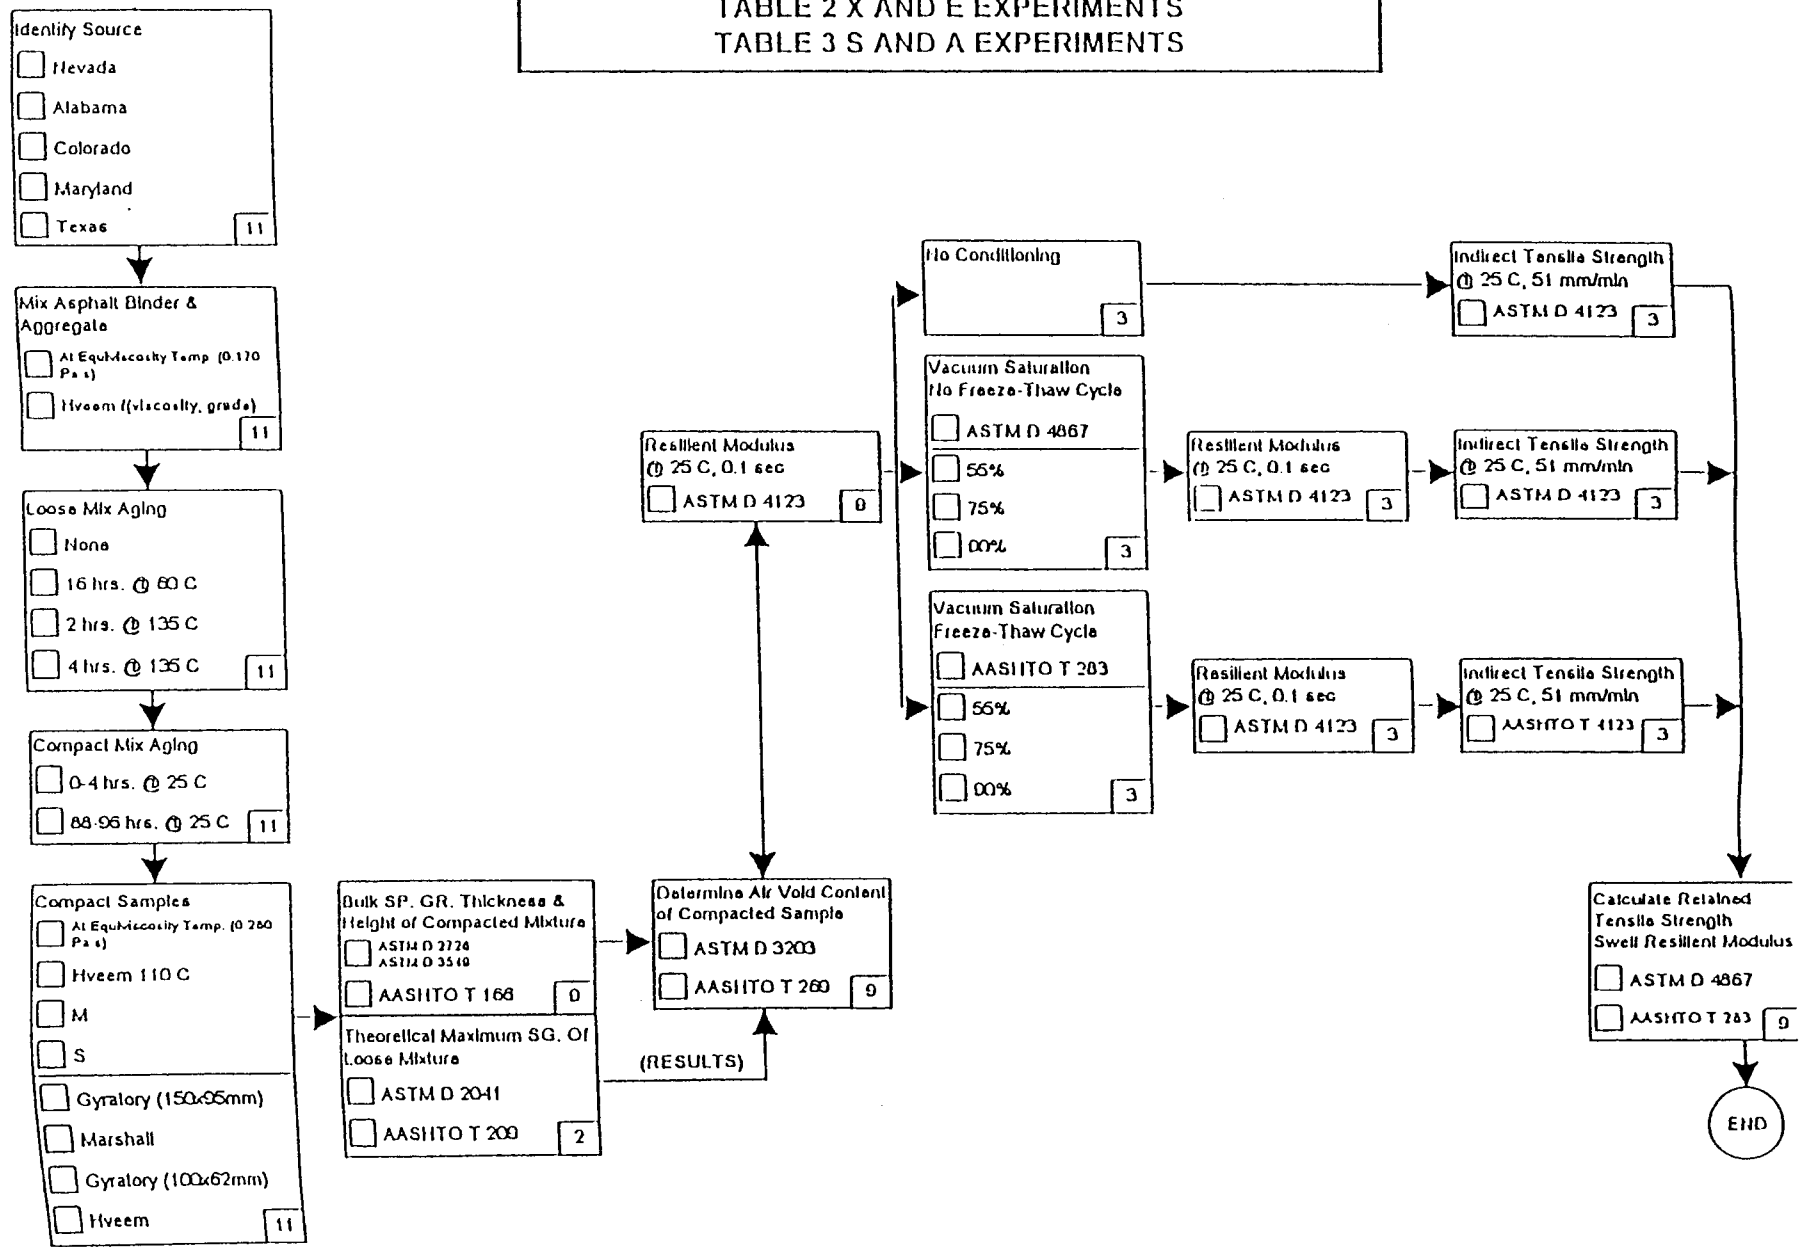 TABLE 2 X AND E EXPERIMENTS
TABLE 3 S AND A EXPERIMENTS
Identify Source
Nevada
Alabama
Colorado
Maryland
Texas
11
Mix Asphalt Binder &
Aggregate
At EquiViscosity Temp (0.170
Pa s)
Hveem f(viscosity, grade)
11
Loose Mix Aging
None
16 hrs. @ 60 C
2 hrs. @ 135 C
4 hrs. @ 135 C
11
Compact Mix Aging
0-4 hrs. @ 25 C
88-96 hrs. @ 25 C
11
Compact Samples
At EquiViscosity Temp. (0.280
Pa s)
Hveem 110 C
M
S
Gyratory (150x95mm)
Marshall
Gyratory (100x62mm)
Hveem
11
Bulk SP. GR. Thickness &
Height of Compacted Mixture
ASTM D 2726
ASTM D 3549
AASHTO T 166
9
Theoretical Maximum SG. Of
Loose Mixture
ASTM D 2041
AASHTO T 209
2
(RESULTS)
Determine Air Void Content
of Compacted Sample
ASTM D 3203
AASHTO T 269
9
Resilient Modulus
@ 25 C, 0.1 sec
ASTM D 4123
9
No Conditioning
3
Vacuum Saturation
No Freeze-Thaw Cycle
ASTM D 4867
55%
75%
90%
3
Vacuum Saturation
Freeze-Thaw Cycle
AASHTO T 283
55%
75%
90%
3
Resilient Modulus
@ 25 C, 0.1 sec
ASTM D 4123
3
Resilient Modulus
@ 25 C, 0.1 sec
ASTM D 4123
3
Indirect Tensile Strength
@ 25 C, 51 mm/min
ASTM D 4123
3
Indirect Tensile Strength
@ 25 C, 51 mm/min
ASTM D 4123
3
Indirect Tensile Strength
@ 25 C, 51 mm/min
AASHTO T 4123
3
Calculate Retained
Tensile Strength
Swell Resilient Modulus
ASTM D 4867
AASHTO T 283
9
END